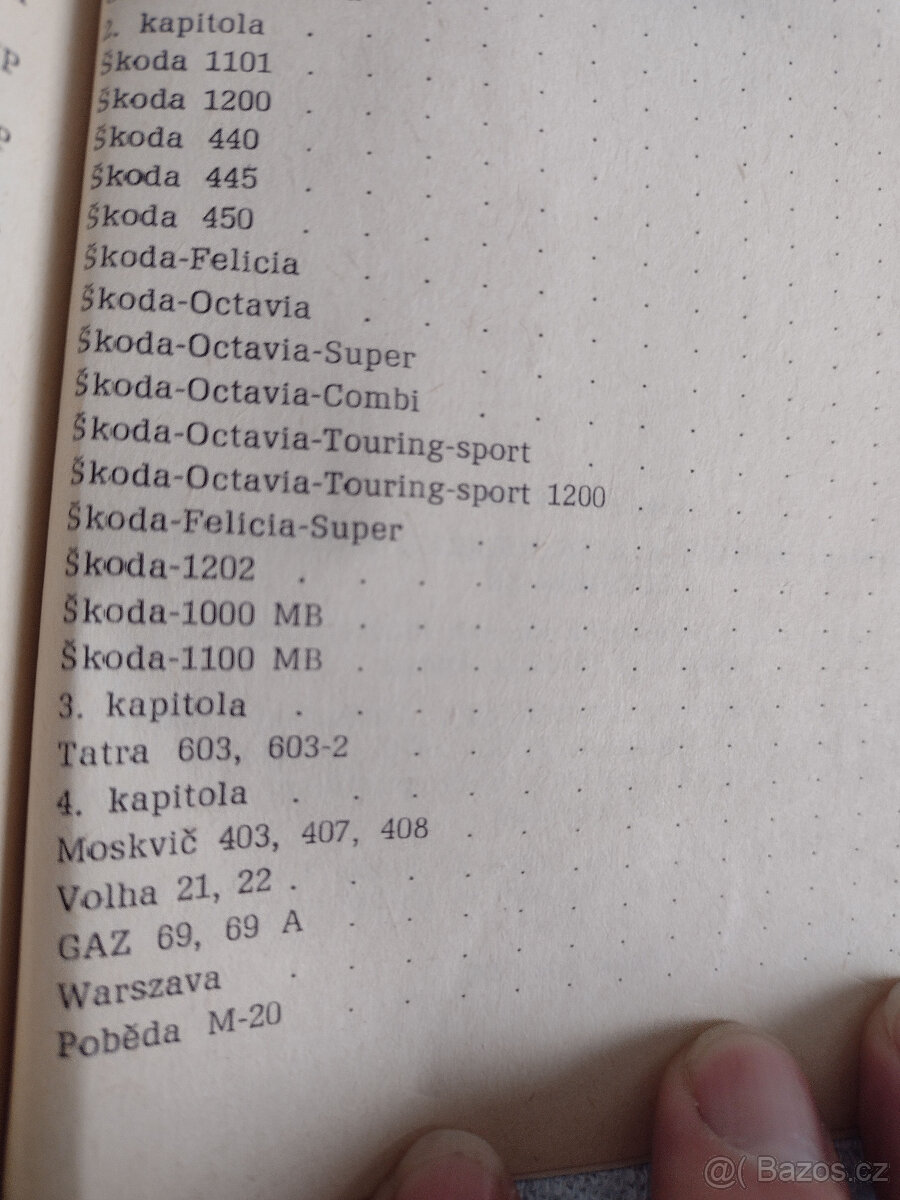 2. kapitola . . . . . . . . . .
Škoda 1101 . . . . . . . . . .
Škoda 1200 . . . . . . . . . .
Škoda 440 . . . . . . . . . .
Škoda 445 . . . . . . . . . .
Škoda 450 . . . . . . . . . .
Škoda-Felicia . . . . . . . . .
Škoda-Octavia . . . . . . . . .
Škoda-Octavia-Super . . . . . . .
Škoda-Octavia-Combi . . . . . . .
Škoda-Octavia-Touring-sport . . . . . .
Škoda-Octavia-Touring-sport 1200 . . . . .
Škoda-Felicia-Super . . . . . . . .
Škoda-1202 . . . . . . . . . .
Škoda-1000 MB . . . . . . . . .
Škoda-1100 MB . . . . . . . . .
3. kapitola . . . . . . . . . .
Tatra 603, 603-2 . . . . . . . .
4. kapitola . . . . . . . . . .
Moskvič 403, 407, 408 . . . . . . .
Volha 21, 22 . . . . . . . . . .
GAZ 69, 69 A . . . . . . . . .
Warszava . . . . . . . . . .
Poběda M-20 . . . . . . . . .
@( Bazos.cz